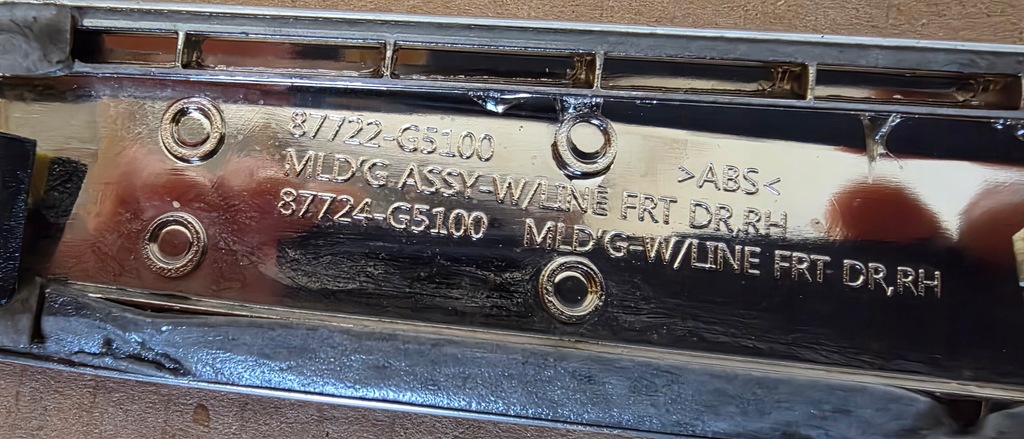 87722-G5100
MLD'G ASSY-W/LINE FRT DR,RH
87724-G5100
MLD'G-W/LINE FRT DR,RH
>ABS<